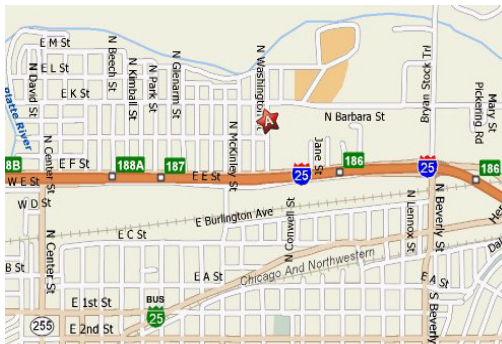 E M St
E L St
E K St
N David St
N Beech St
N Kimball St
N Park St
N Glenarm St
N Washington
N Barbara St
Bryan Stock Trl
Mary St
Pickering Rd
Platte River
N Center St
E F St
188A
187
N McKinley St
A
Jane St
186
186
8B
W E St
E E St
25
25
W D St
E Burlington Ave
N Conwell St
N Lennox St
N Beverly St
N Center St
E C St
B St
E A St
Chicago And Northwestern
E A St
E 1st St
BUS
25
S Beverly
255
E 2nd St